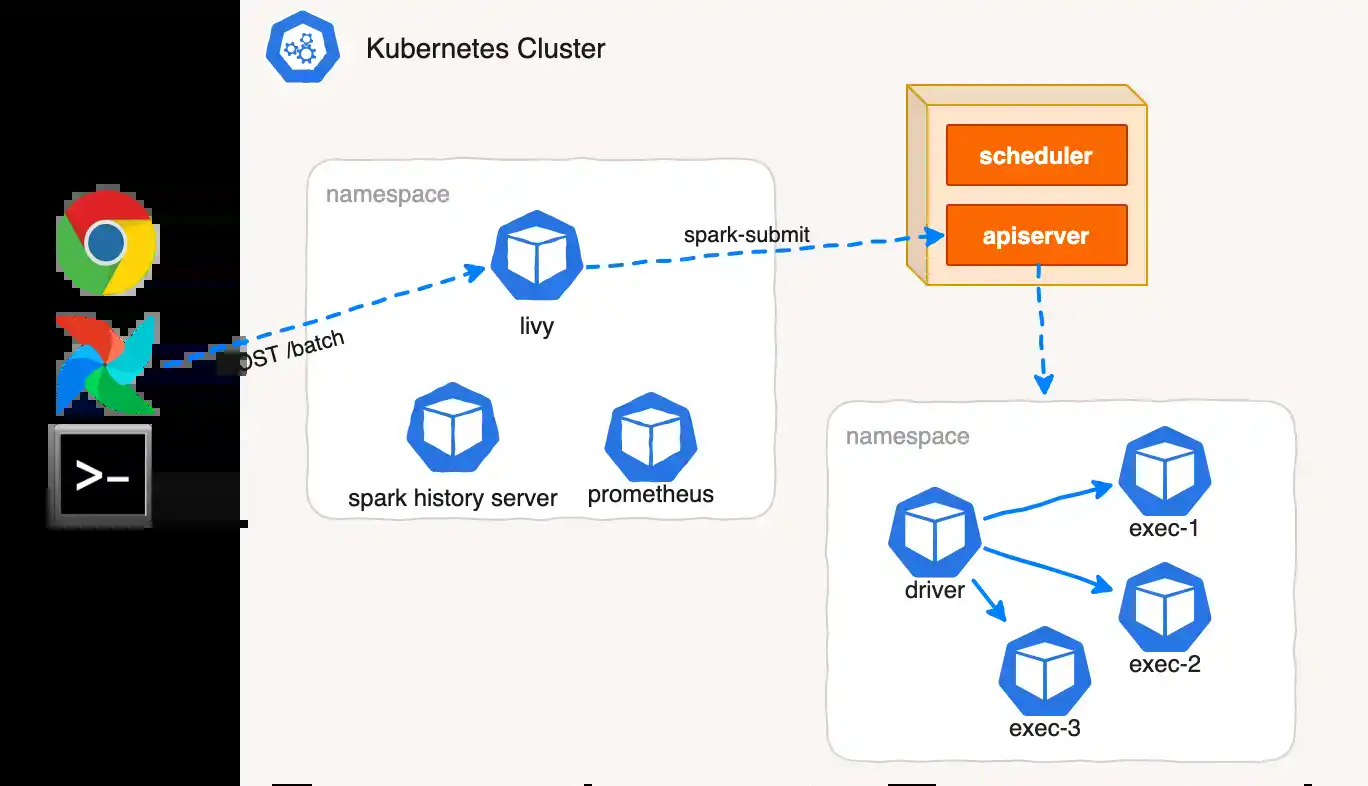 Kubernetes Cluster
scheduler
namespace
apiserver
spark-submit
livy
OST /batch
>_
namespace
spark history server
prometheus
exec-1
driver
exec-2
exec-3